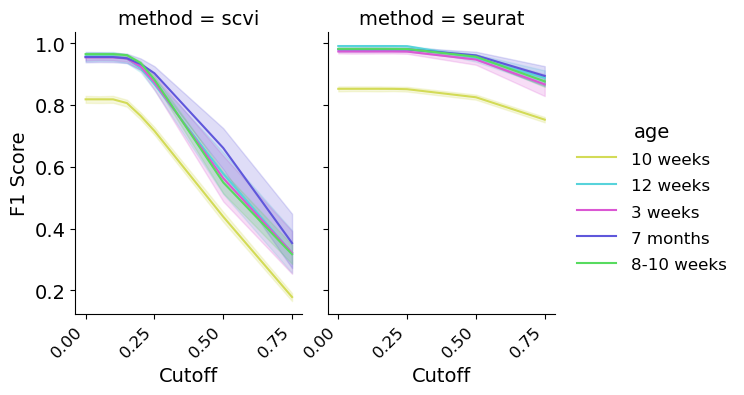 method = scvi
method = seurat
1.0
0.8
0.6
0.4
0.2
F1 Score
0.00
0.25
0.50
0.75
Cutoff
0.00
0.25
0.50
0.75
Cutoff
age
10 weeks
12 weeks
3 weeks
7 months
8-10 weeks